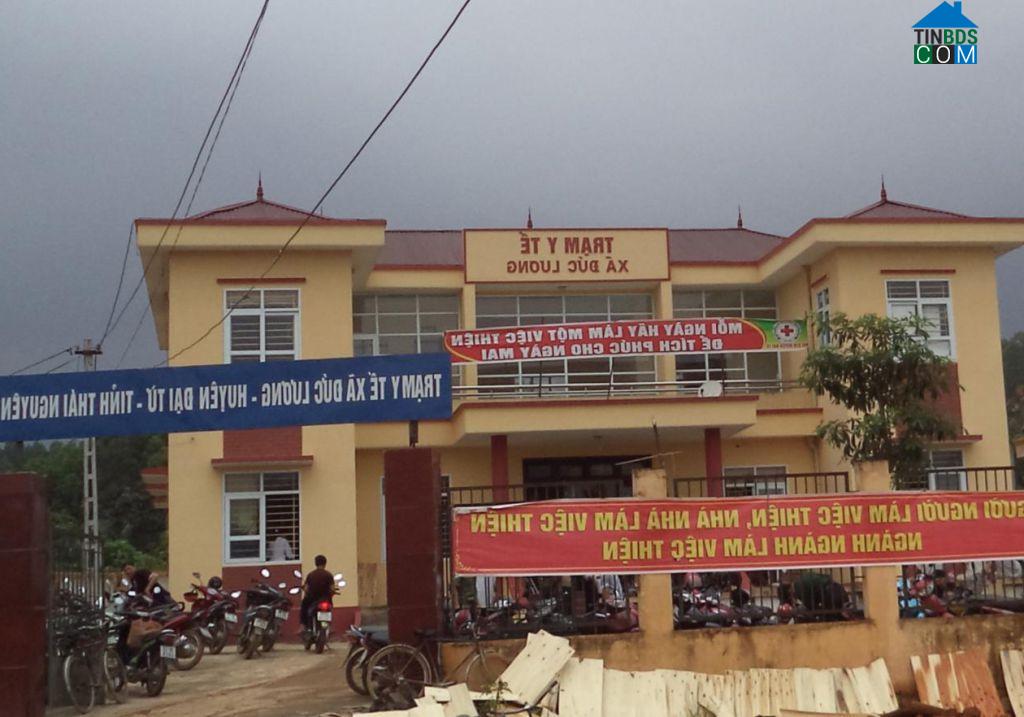 TINBDS
COM
TRẠM Y TẾ
XÃ ĐỨC LƯƠNG
MỖI NGÀY HÃY LÀM MỘT VIỆC THIỆN
ĐỂ TÍCH PHÚC CHO NGÀY MAI
TRẠM Y TẾ XÃ ĐỨC LƯƠNG - HUYỆN ĐẠI TỪ - TỈNH THÁI NGUYÊN
NGƯỜI LÀM VIỆC THIỆN, NHÀ NHÀ LÀM VIỆC THIỆN
NGÀNH NGÀNH LÀM VIỆC THIỆN